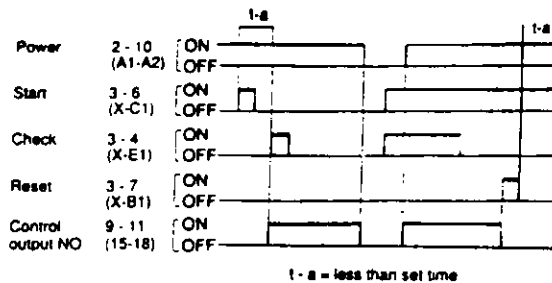 t-a
t-a
Power 2 - 10 (A1-A2) ON OFF
Start 3 - 6 (X-C1) ON OFF
Check 3 - 4 (X-E1) ON OFF
Reset 3 - 7 (X-B1) ON OFF
Control output NO 9 - 11 (15-18) ON OFF
t - a = less than set time